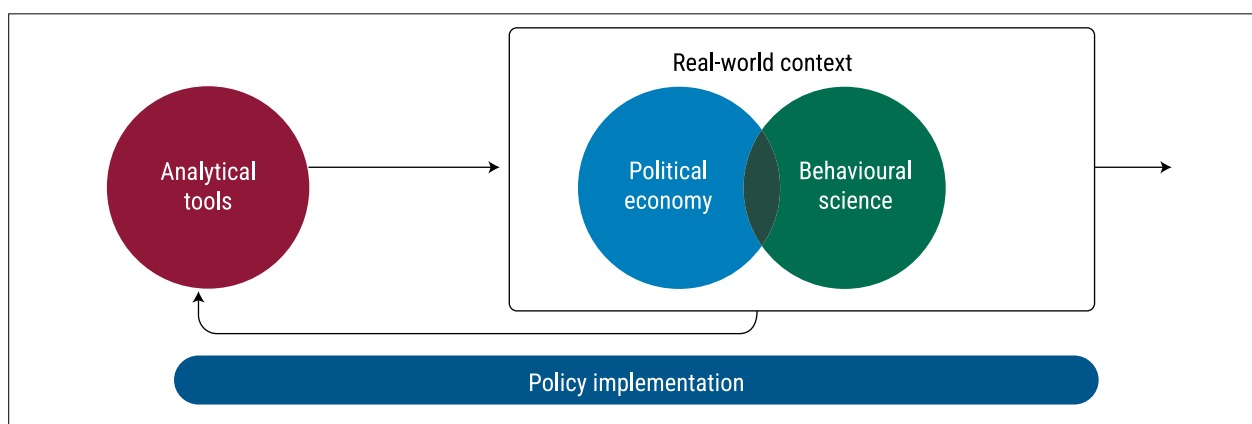 Real-world context
Analytical
tools
Political
economy
Behavioural
science
Policy implementation